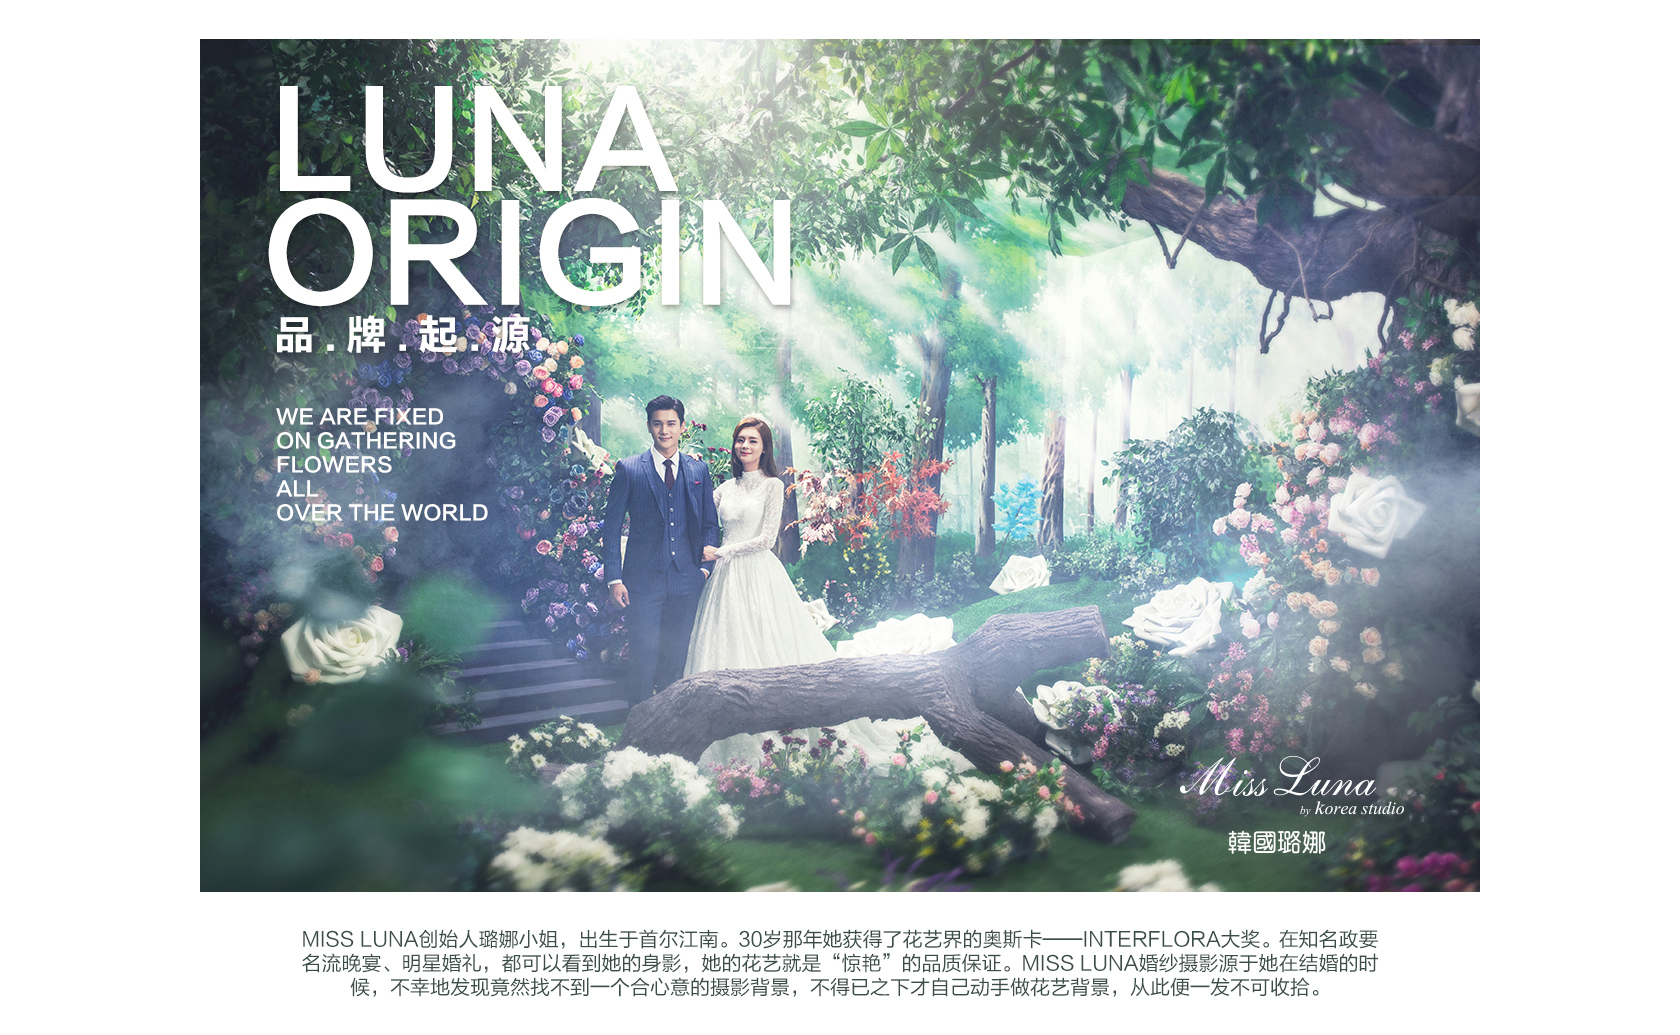 LUNA
ORIGIN
品.牌.起.源
WE ARE FIXED
ON GATHERING
FLOWERS
ALL
OVER THE WORLD
Miss Luna
by korea studio
韓國璐娜
MISS LUNA创始人璐娜小姐，出生于首尔江南。30岁那年她获得了花艺界的奥斯卡——INTERFLORA大奖。在知名政要
名流晚宴、明星婚礼，都可以看到她的身影，她的花艺就是“惊艳”的品质保证。MISS LUNA婚纱摄影源于她在结婚的时
候，不幸地发现竟然找不到一个合心意的摄影背景，不得已之下才自己动手做花艺背景，从此便一发不可收拾。